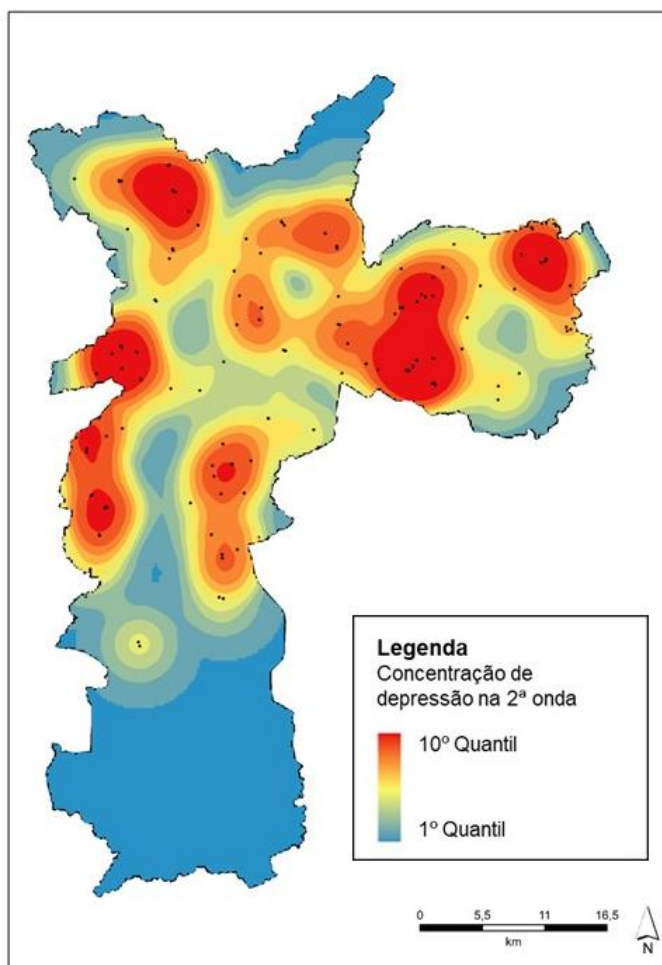 Legenda
Concentração de
depressão na 2ª onda
10º Quantil
1º Quantil
0 5,5 11 16,5
km
N